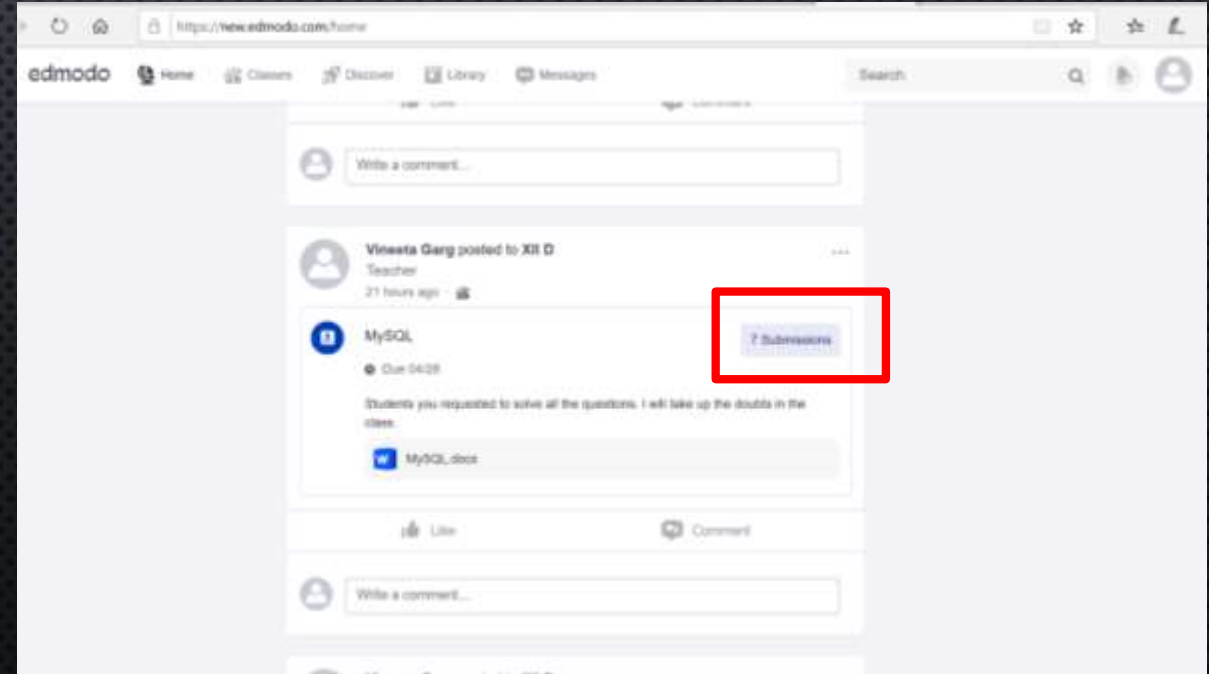 https://new.edmodo.com/home
edmodo Home Classes Discover Library Messages Search
Like Comment
Write a comment...
Vineeta Garg posted to XII D
Teacher
21 hours ago
MySQL
7 Submissions
Due 04/28
Students you requested to solve all the questions. I will take up the doubts in the
class.
MySQL.docx
Like Comment
Write a comment...